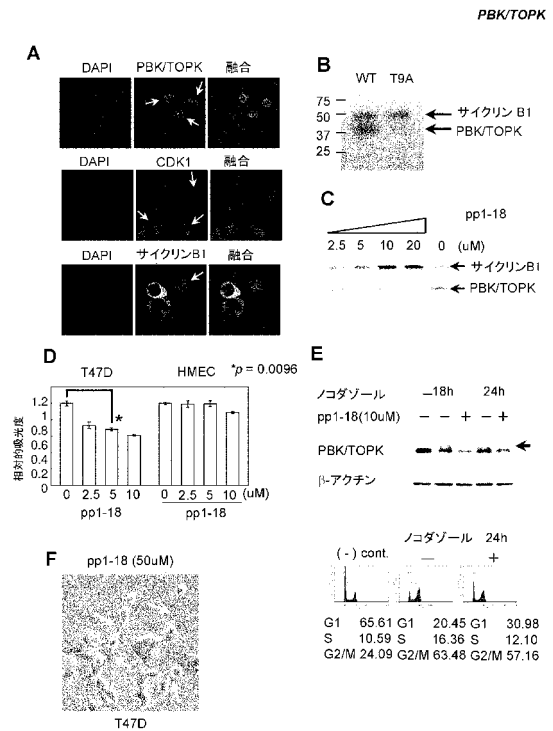 PBK/TOPK
A
DAPI PBK/TOPK 融合
DAPI CDK1 融合
DAPI サイクリンB1 融合
B
WT T9A
75
50
37
25
サイクリン B1
PBK/TOPK
C
pp1-18
2.5 5 10 20 0 (uM)
サイクリンB1
PBK/TOPK
D
T47D HMEC *p = 0.0096
相対的吸光度
1.2
1
0.8
0.6
0.4
0.2
0
*
0 2.5 5 10 0 2.5 5 10 (uM)
pp1-18 pp1-18
E
ノコダゾール – 18h 24h
pp1-18(10uM) – – + – +
PBK/TOPK
β-アクチン
ノコダゾール 24h
(-) cont. — +
G1 65.61 G1 20.45 G1 30.98
S 10.59 S 16.36 S 12.10
G2/M 24.09 G2/M 63.48 G2/M 57.16
F
pp1-18 (50uM)
T47D